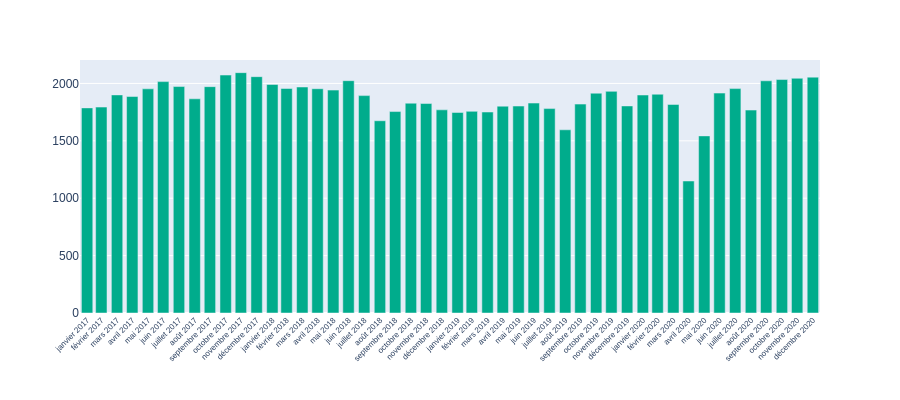 2000
1500
1000
500
0
janvier 2017
février 2017
mars 2017
avril 2017
mai 2017
juin 2017
juillet 2017
août 2017
septembre 2017
octobre 2017
novembre 2017
décembre 2017
janvier 2018
février 2018
mars 2018
avril 2018
mai 2018
juin 2018
juillet 2018
août 2018
septembre 2018
octobre 2018
novembre 2018
décembre 2018
janvier 2019
février 2019
mars 2019
avril 2019
mai 2019
juin 2019
juillet 2019
août 2019
septembre 2019
octobre 2019
novembre 2019
décembre 2019
janvier 2020
février 2020
mars 2020
avril 2020
mai 2020
juin 2020
juillet 2020
août 2020
septembre 2020
octobre 2020
novembre 2020
décembre 2020